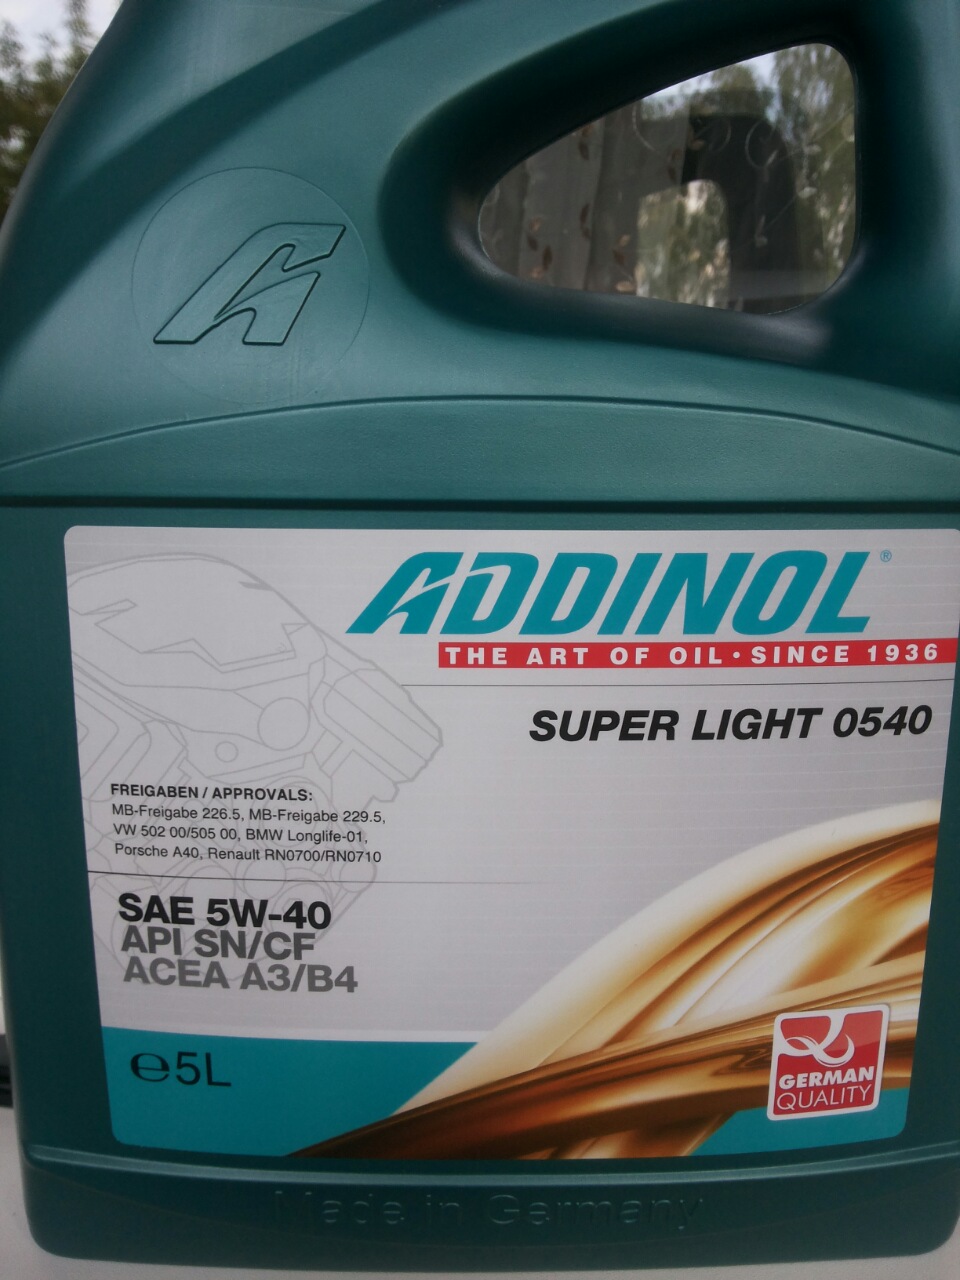 ADDINOL®
THE ART OF OIL • SINCE 1936
SUPER LIGHT 0540
FREIGABEN / APPROVALS:
MB-Freigabe 226.5, MB-Freigabe 229.5,
VW 502 00/505 00, BMW Longlife-01,
Porsche A40, Renault RN0700/RN0710
SAE 5W-40
API SN/CF
ACEA A3/B4
℮5L
GERMAN
QUALITY
Made in Germany